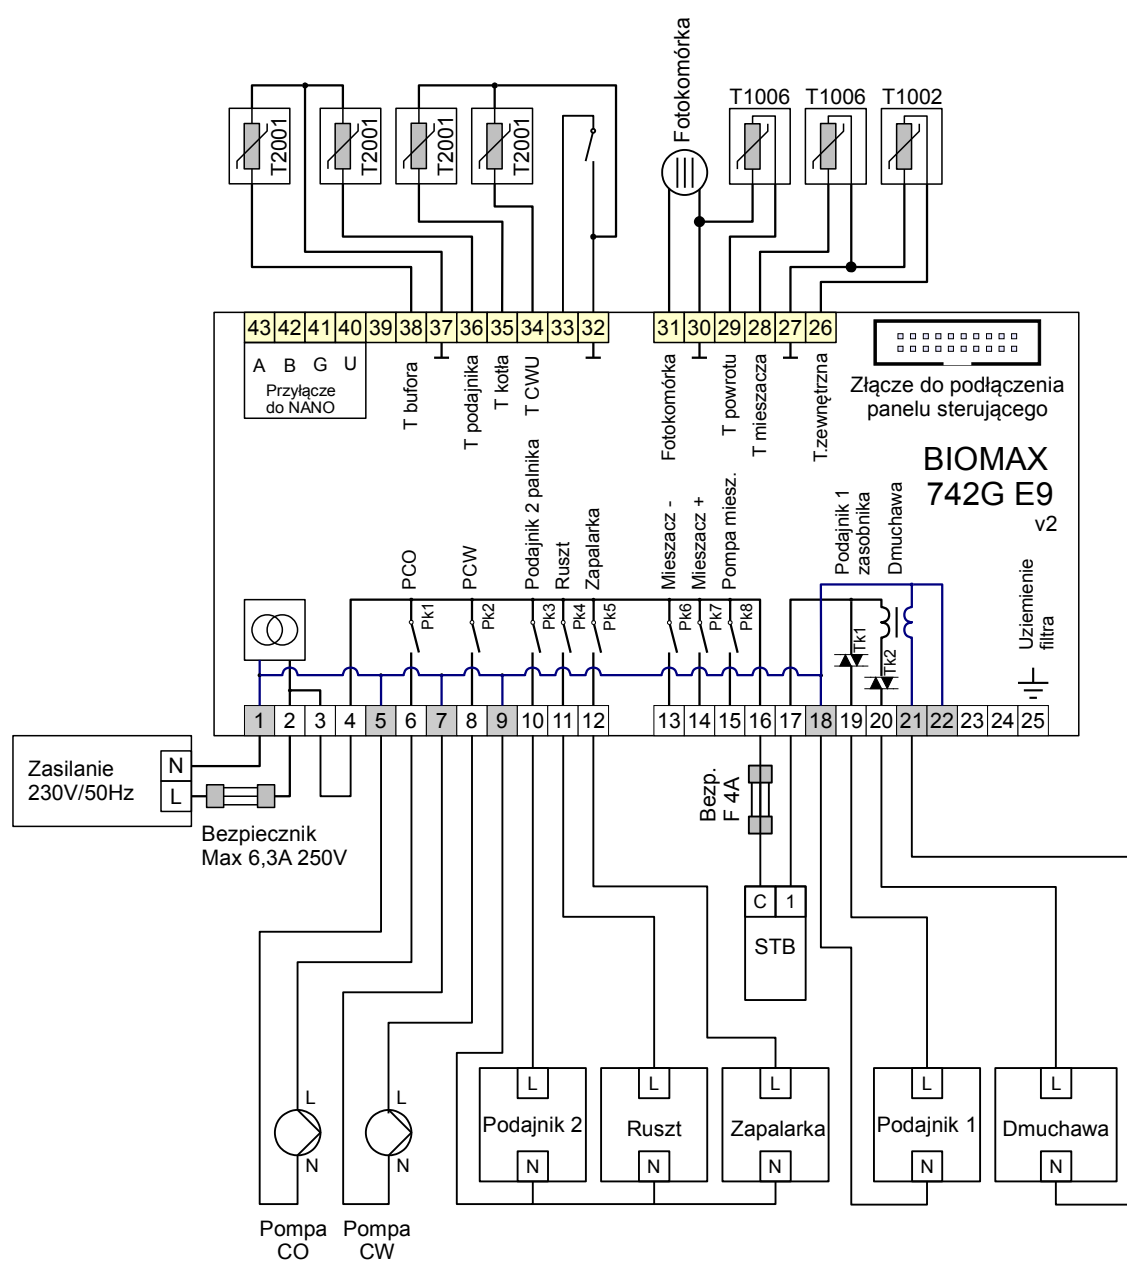 Fotokomórka
T1006
T1006
T1002
T2001
T2001
T2001
T2001
43 42 41 40 39 38 37 36 35 34 33 32
31 30 29 28 27 26
A B G U
Przyłącze
do NANO
T bufora
T podajnika
T kotła
T CWU
Fotokomórka
T powrotu
T mieszacza
T.zewnętrzna
Złącze do podłączenia
panelu sterującego
BIOMAX
742G E9
v2
PCO
PCW
Podajnik 2 palnika
Ruszt
Zapalarka
Mieszacz -
Mieszacz +
Pompa miesz.
Podajnik 1
zasobnika
Dmuchawa
Pk1
Pk2
Pk3
Pk4
Pk5
Pk6
Pk7
Pk8
Tk1
Tk2
Uziemienie
filtra
1 2 3 4 5 6 7 8 9 10 11 12
13 14 15 16 17 18 19 20 21 22 23 24 25
Zasilanie
230V/50Hz
N
L
Bezpiecznik
Max 6,3A 250V
Bezp.
F 4A
C 1
STB
L
N
Pompa
CO
L
N
Pompa
CW
L
Podajnik 2
N
L
Ruszt
N
L
Zapalarka
N
L
Podajnik 1
N
L
Dmuchawa
N